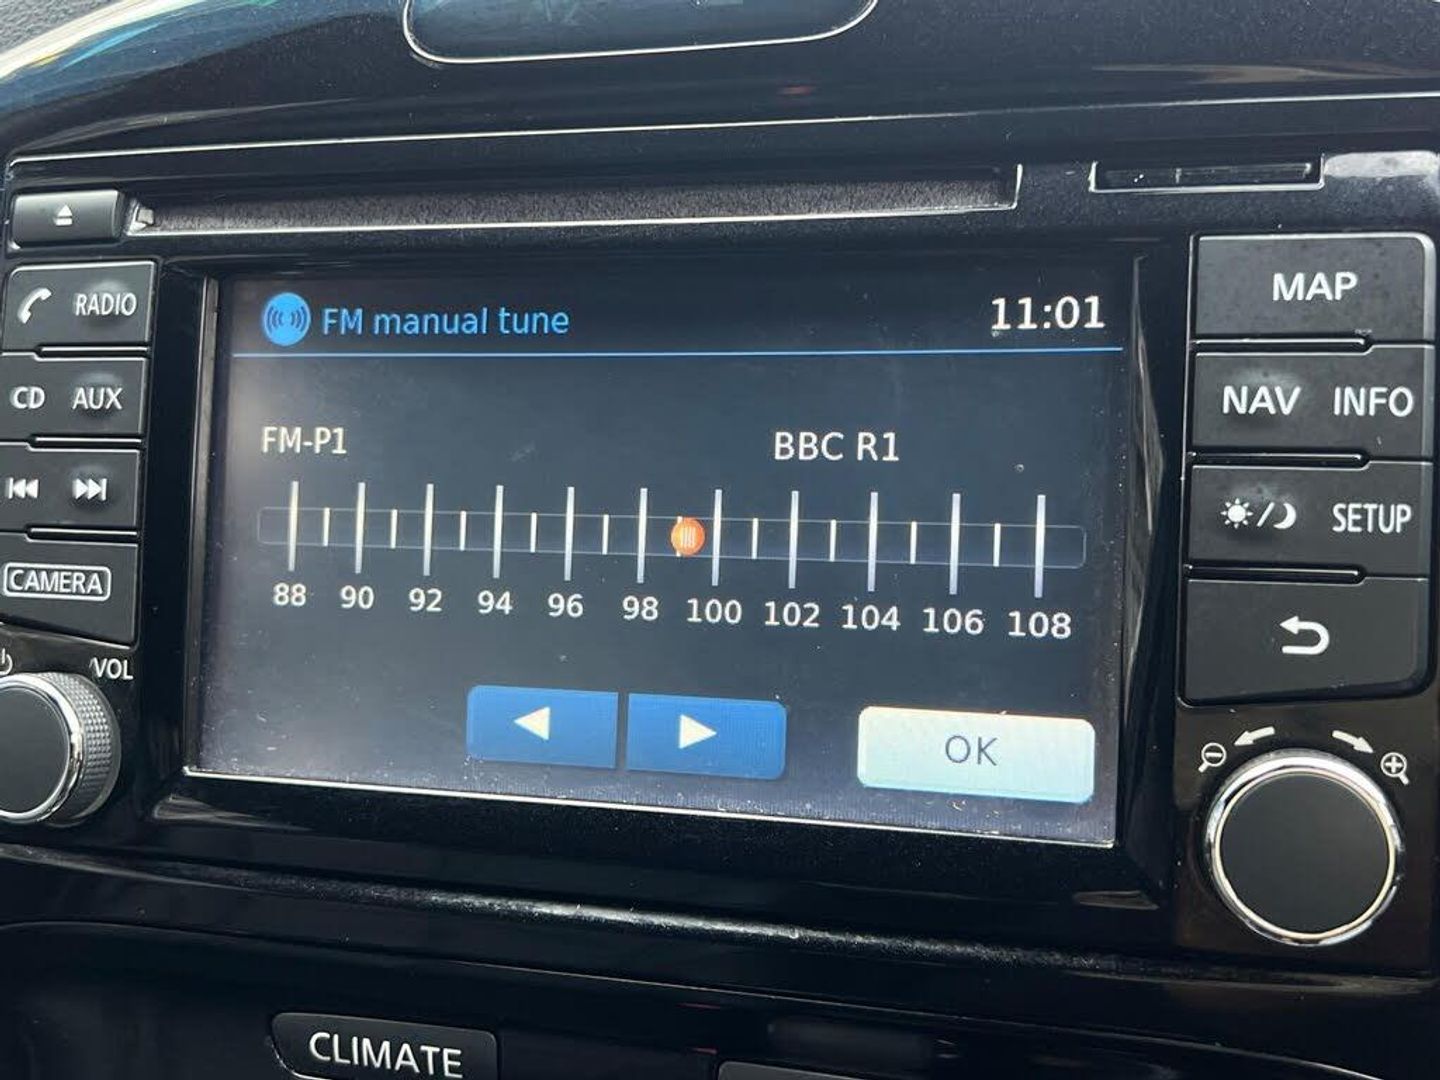 FM manual tune
11:01
FM-P1
BBC R1
88 90 92 94 96 98 100 102 104 106 108
OK
RADIO
CD AUX
CAMERA
VOL
MAP
NAV INFO
SETUP
CLIMATE